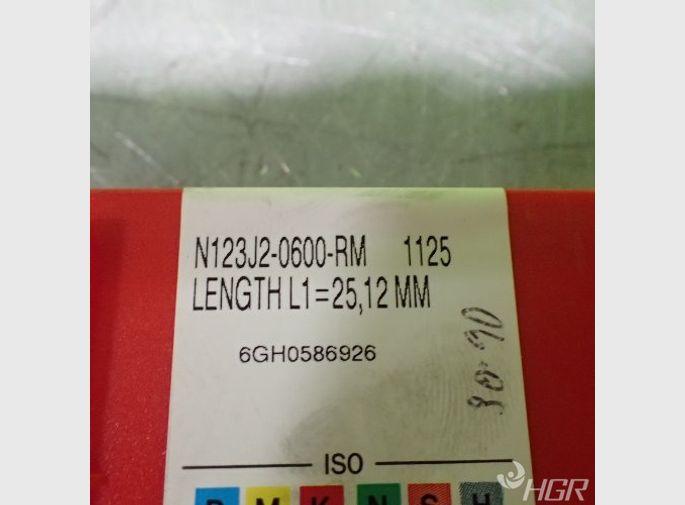 N123J2-0600-RM 1125
LENGTH L1=25,12 MM
6GH0586926
ISO
P M K N S H
HGR